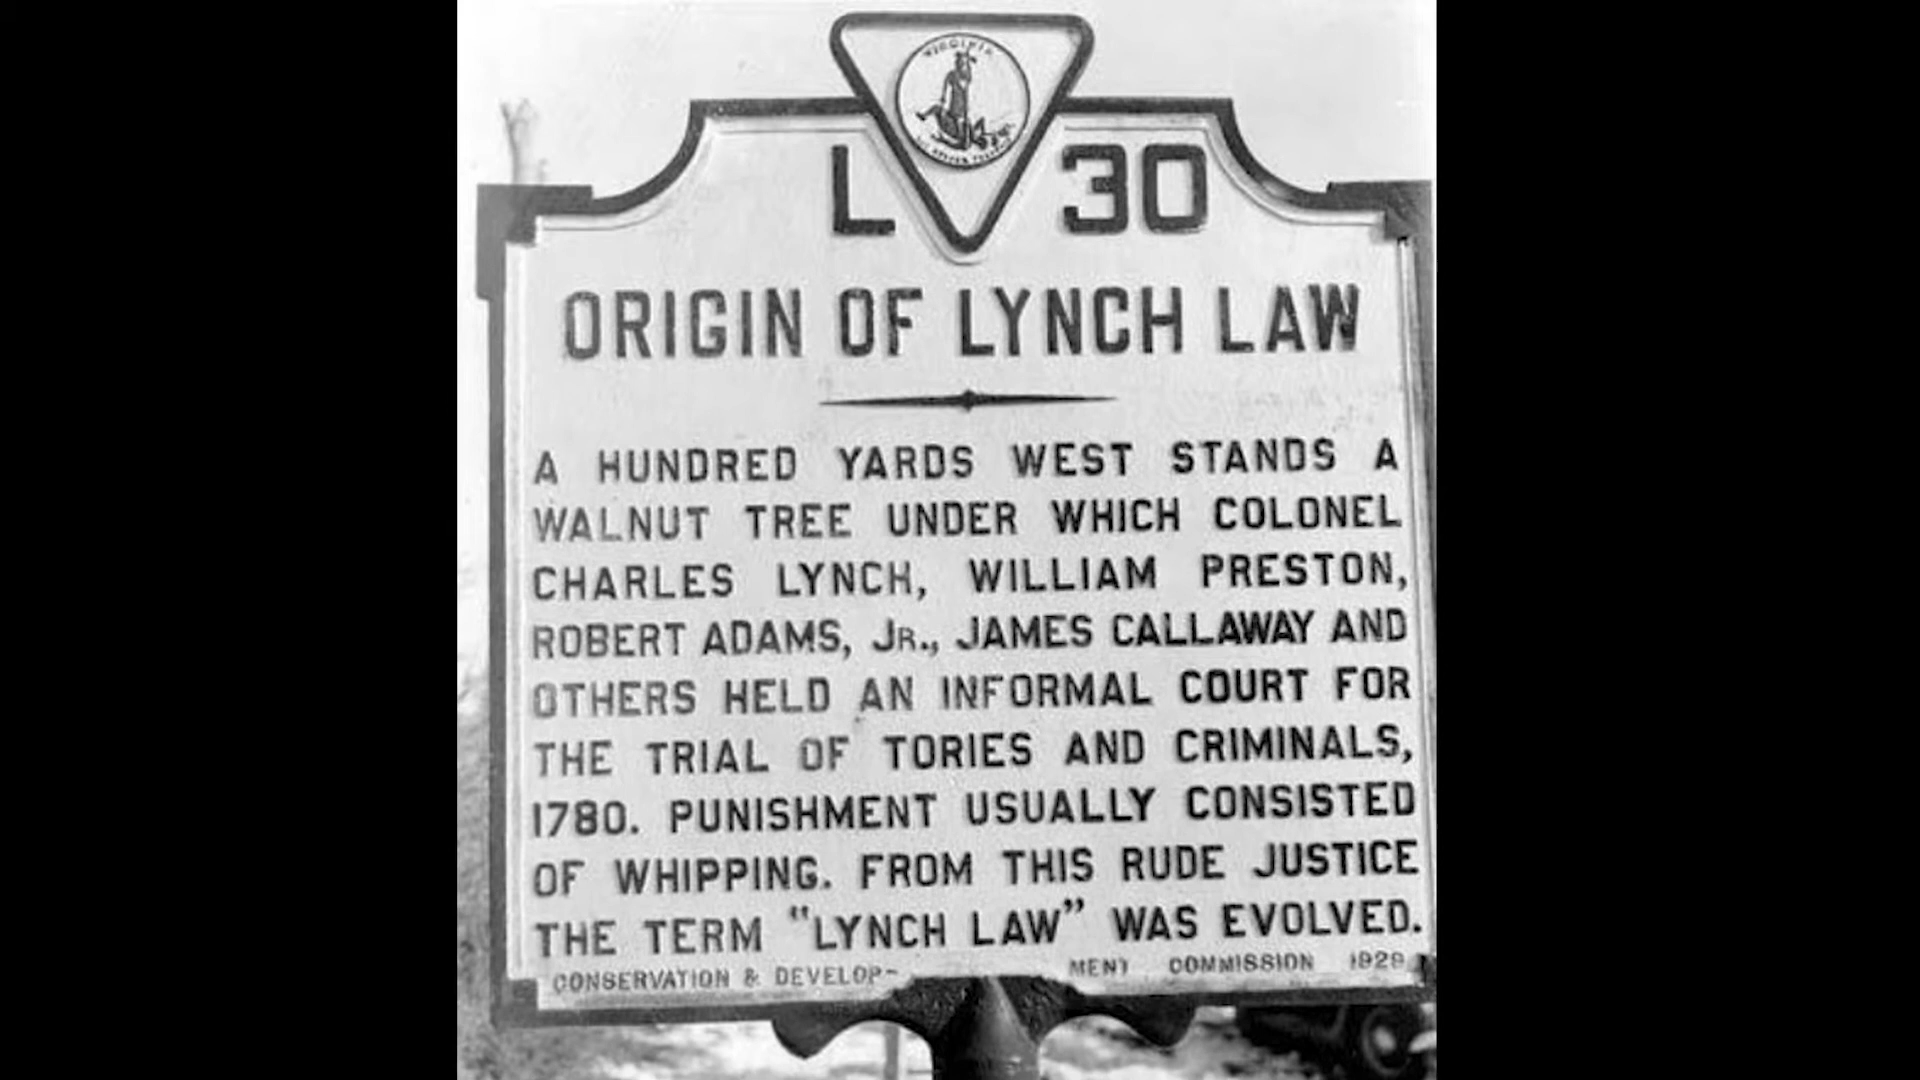 VIRGINIA
L 30
ORIGIN OF LYNCH LAW
A HUNDRED YARDS WEST STANDS A
WALNUT TREE UNDER WHICH COLONEL
CHARLES LYNCH, WILLIAM PRESTON,
ROBERT ADAMS, JR., JAMES CALLAWAY AND
OTHERS HELD AN INFORMAL COURT FOR
THE TRIAL OF TORIES AND CRIMINALS,
1780. PUNISHMENT USUALLY CONSISTED
OF WHIPPING. FROM THIS RUDE JUSTICE
THE TERM "LYNCH LAW" WAS EVOLVED.
CONSERVATION & DEVELOP- MENT COMMISSION 1929